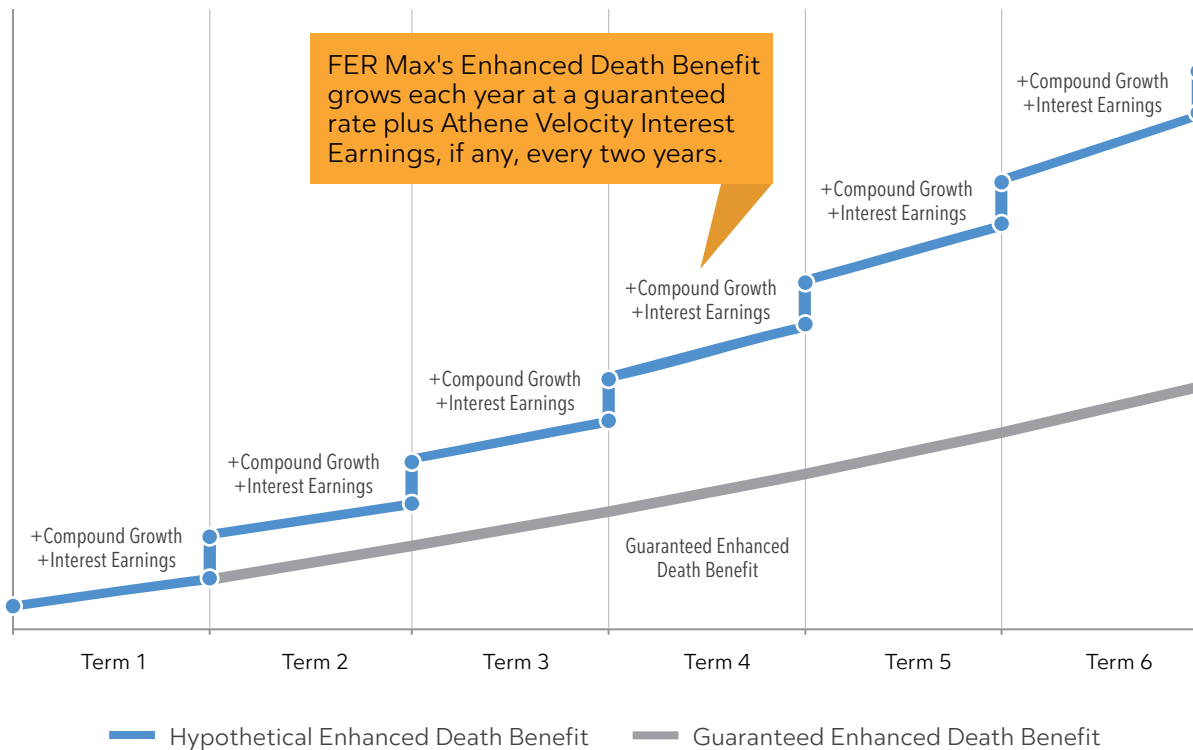 FER Max's Enhanced Death Benefit
grows each year at a guaranteed
rate plus Athene Velocity Interest
Earnings, if any, every two years.
+Compound Growth
+Interest Earnings
+Compound Growth
+Interest Earnings
+Compound Growth
+Interest Earnings
+Compound Growth
+Interest Earnings
+Compound Growth
+Interest Earnings
+Compound Growth
+Interest Earnings
Guaranteed Enhanced
Death Benefit
Term 1
Term 2
Term 3
Term 4
Term 5
Term 6
Hypothetical Enhanced Death Benefit
Guaranteed Enhanced Death Benefit